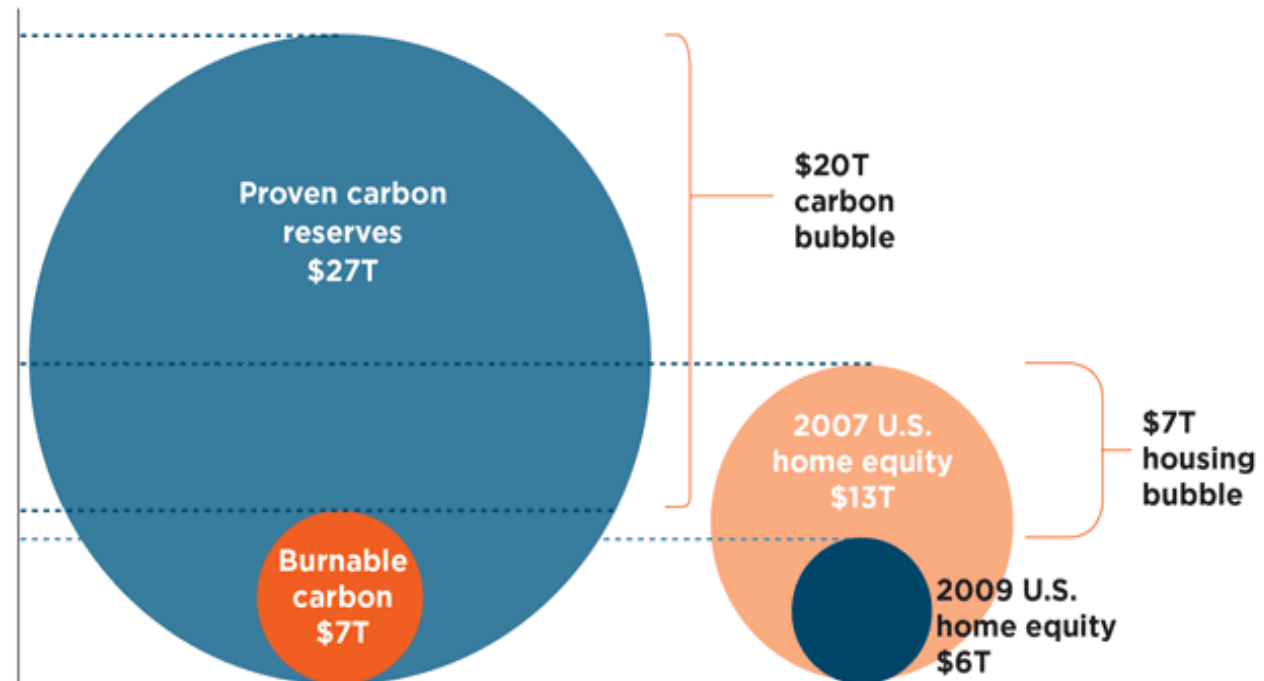 Proven carbon
reserves
$27T
$20T
carbon
bubble
2007 U.S.
home equity
$13T
$7T
housing
bubble
Burnable
carbon
$7T
2009 U.S.
home equity
$6T